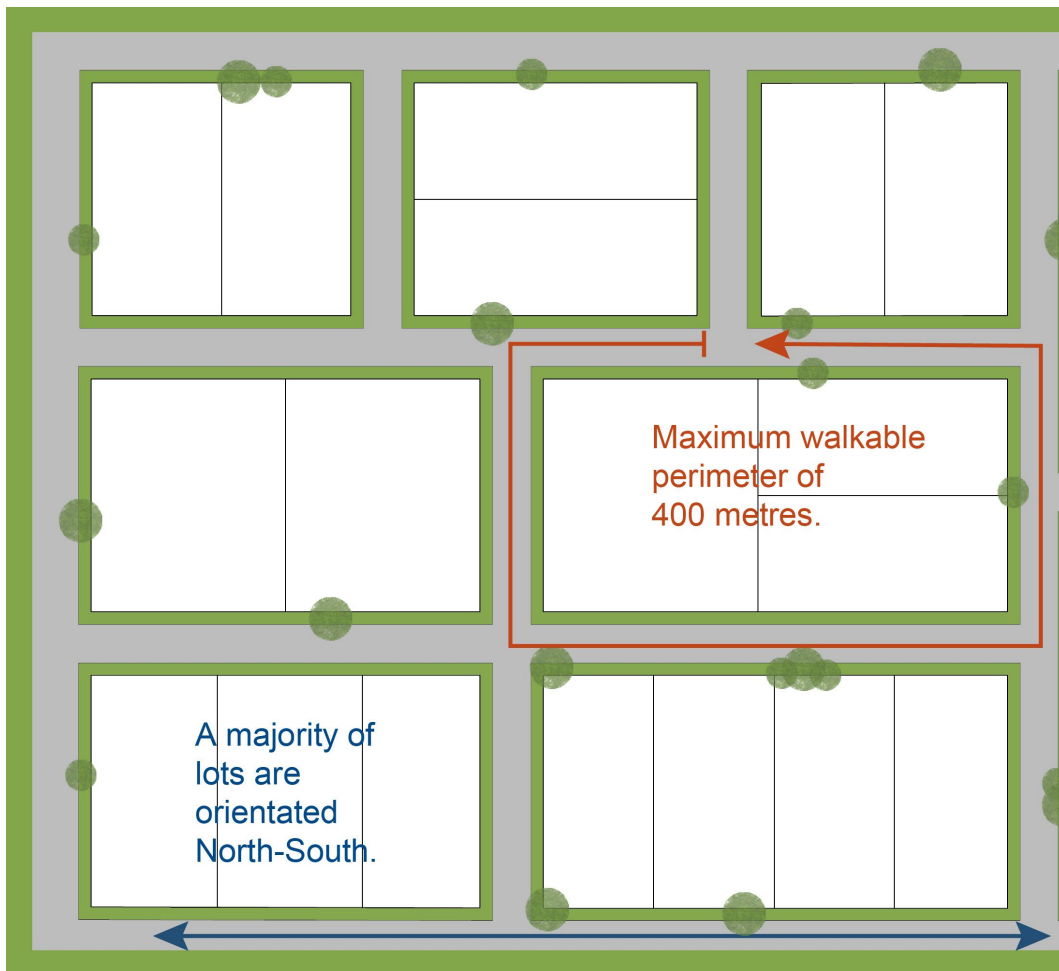 Maximum walkable
perimeter of
400 metres.
A majority of
lots are
orientated
North-South.